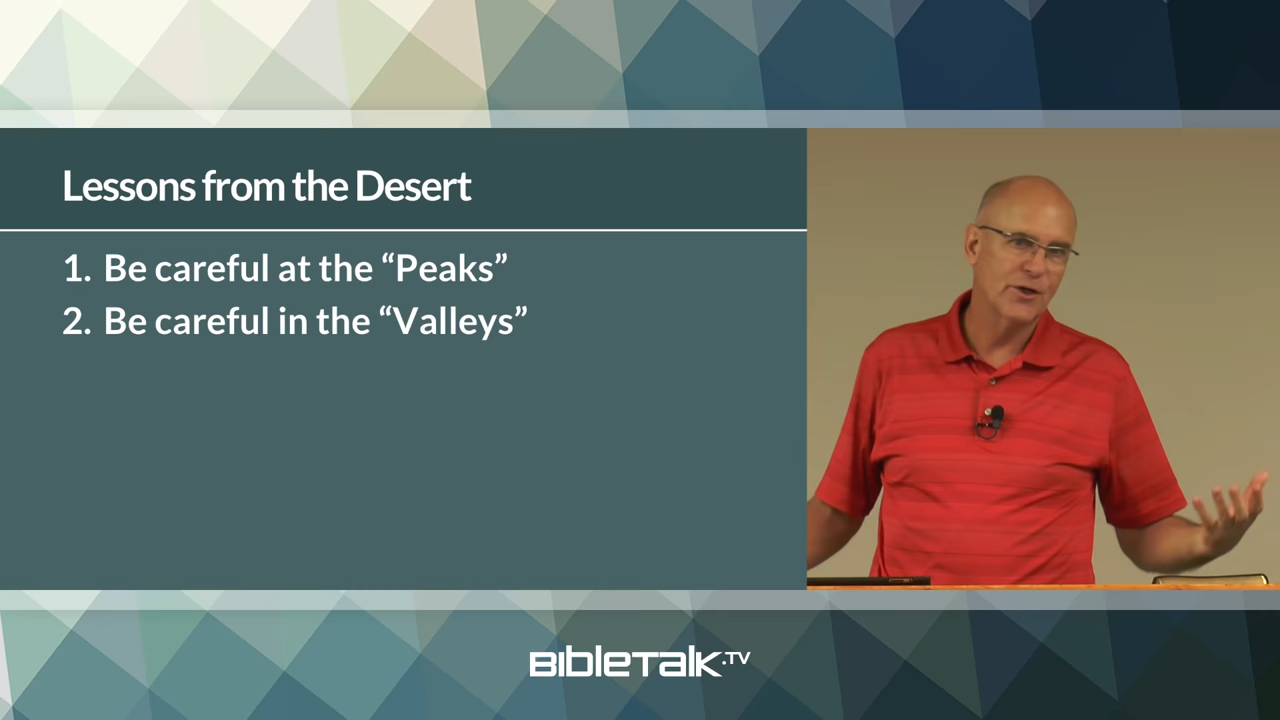 Lessons from the Desert
1. Be careful at the “Peaks”
2. Be careful in the “Valleys”
BIBLETALK.TV